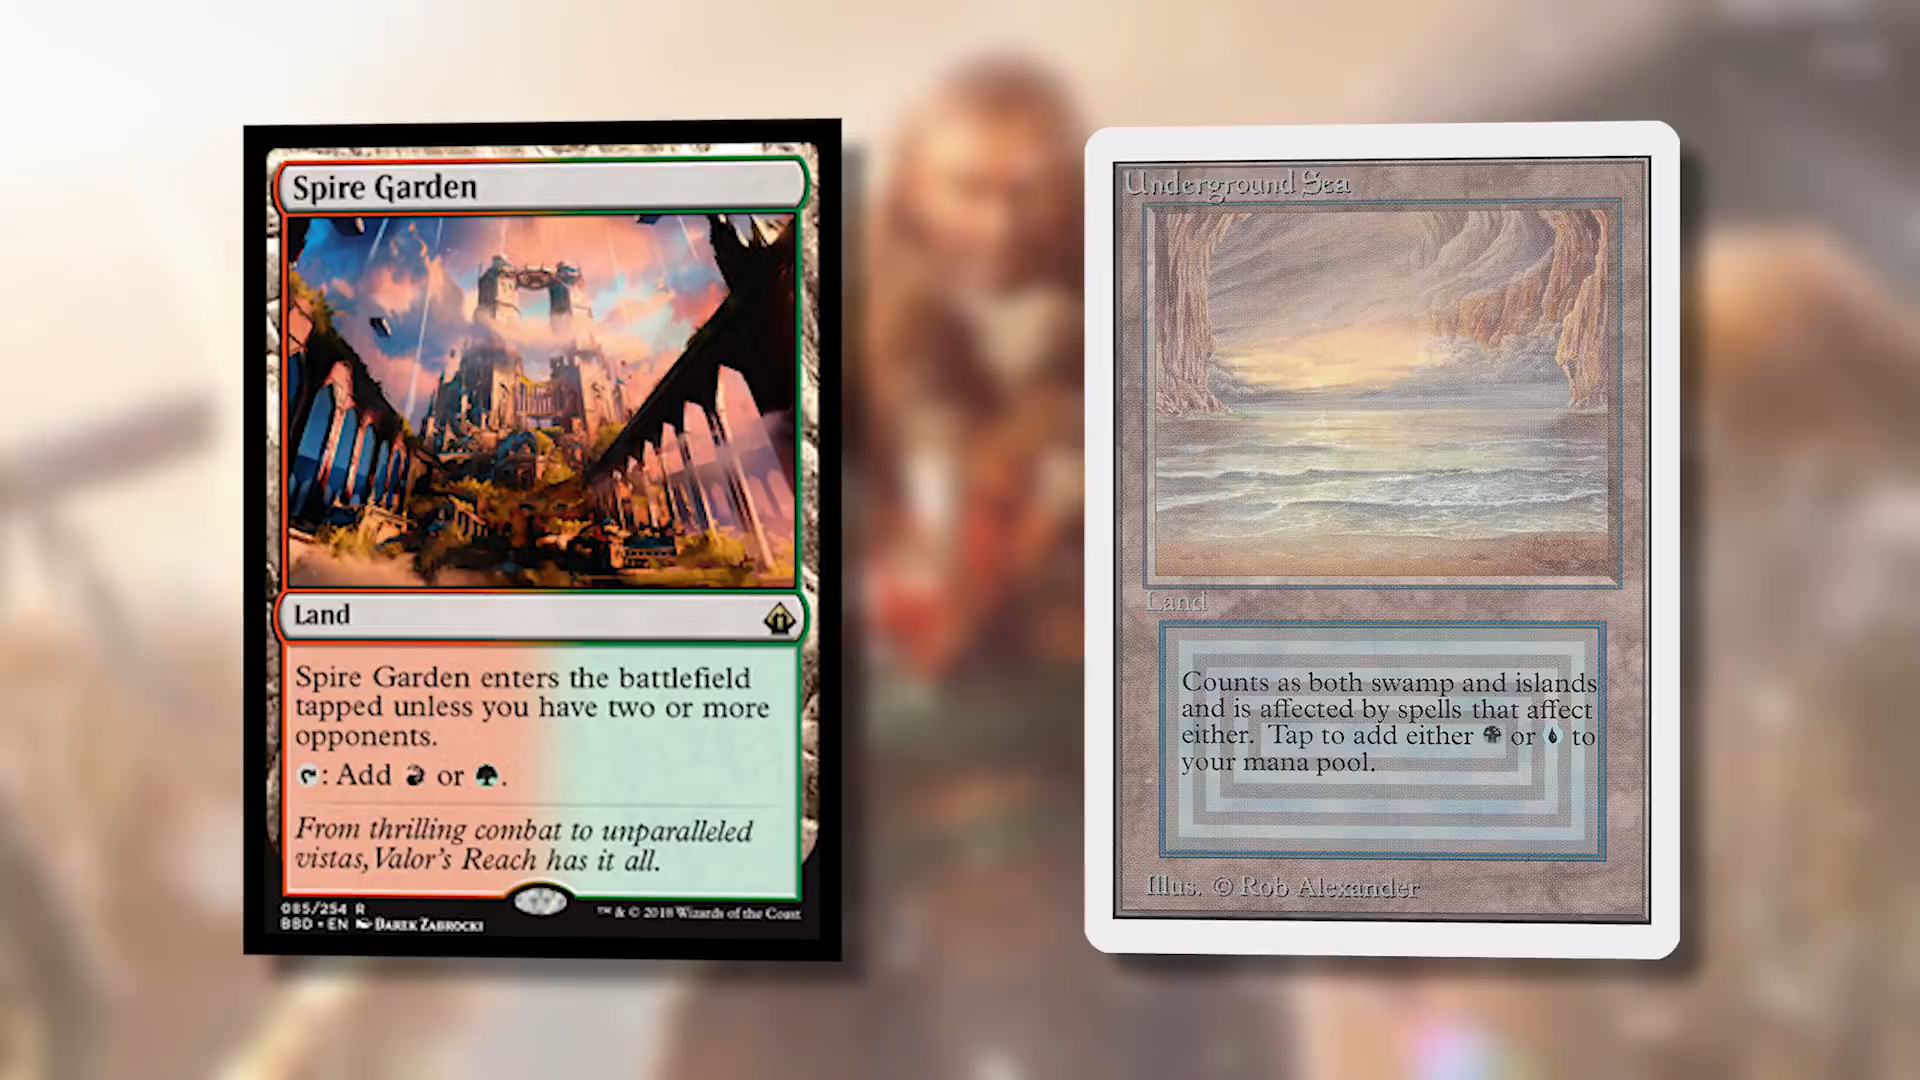 Spire Garden
Land
Spire Garden enters the battlefield
tapped unless you have two or more
opponents.
: Add or .
From thrilling combat to unparalleled
vistas, Valor's Reach has it all.
085/254 R
BBD • EN DAREK ZABROCKI
™ & © 2018 Wizards of the Coast
Underground Sea
Land
Counts as both swamp and islands
and is affected by spells that affect
either. Tap to add either or to
your mana pool.
Illus. © Rob Alexander